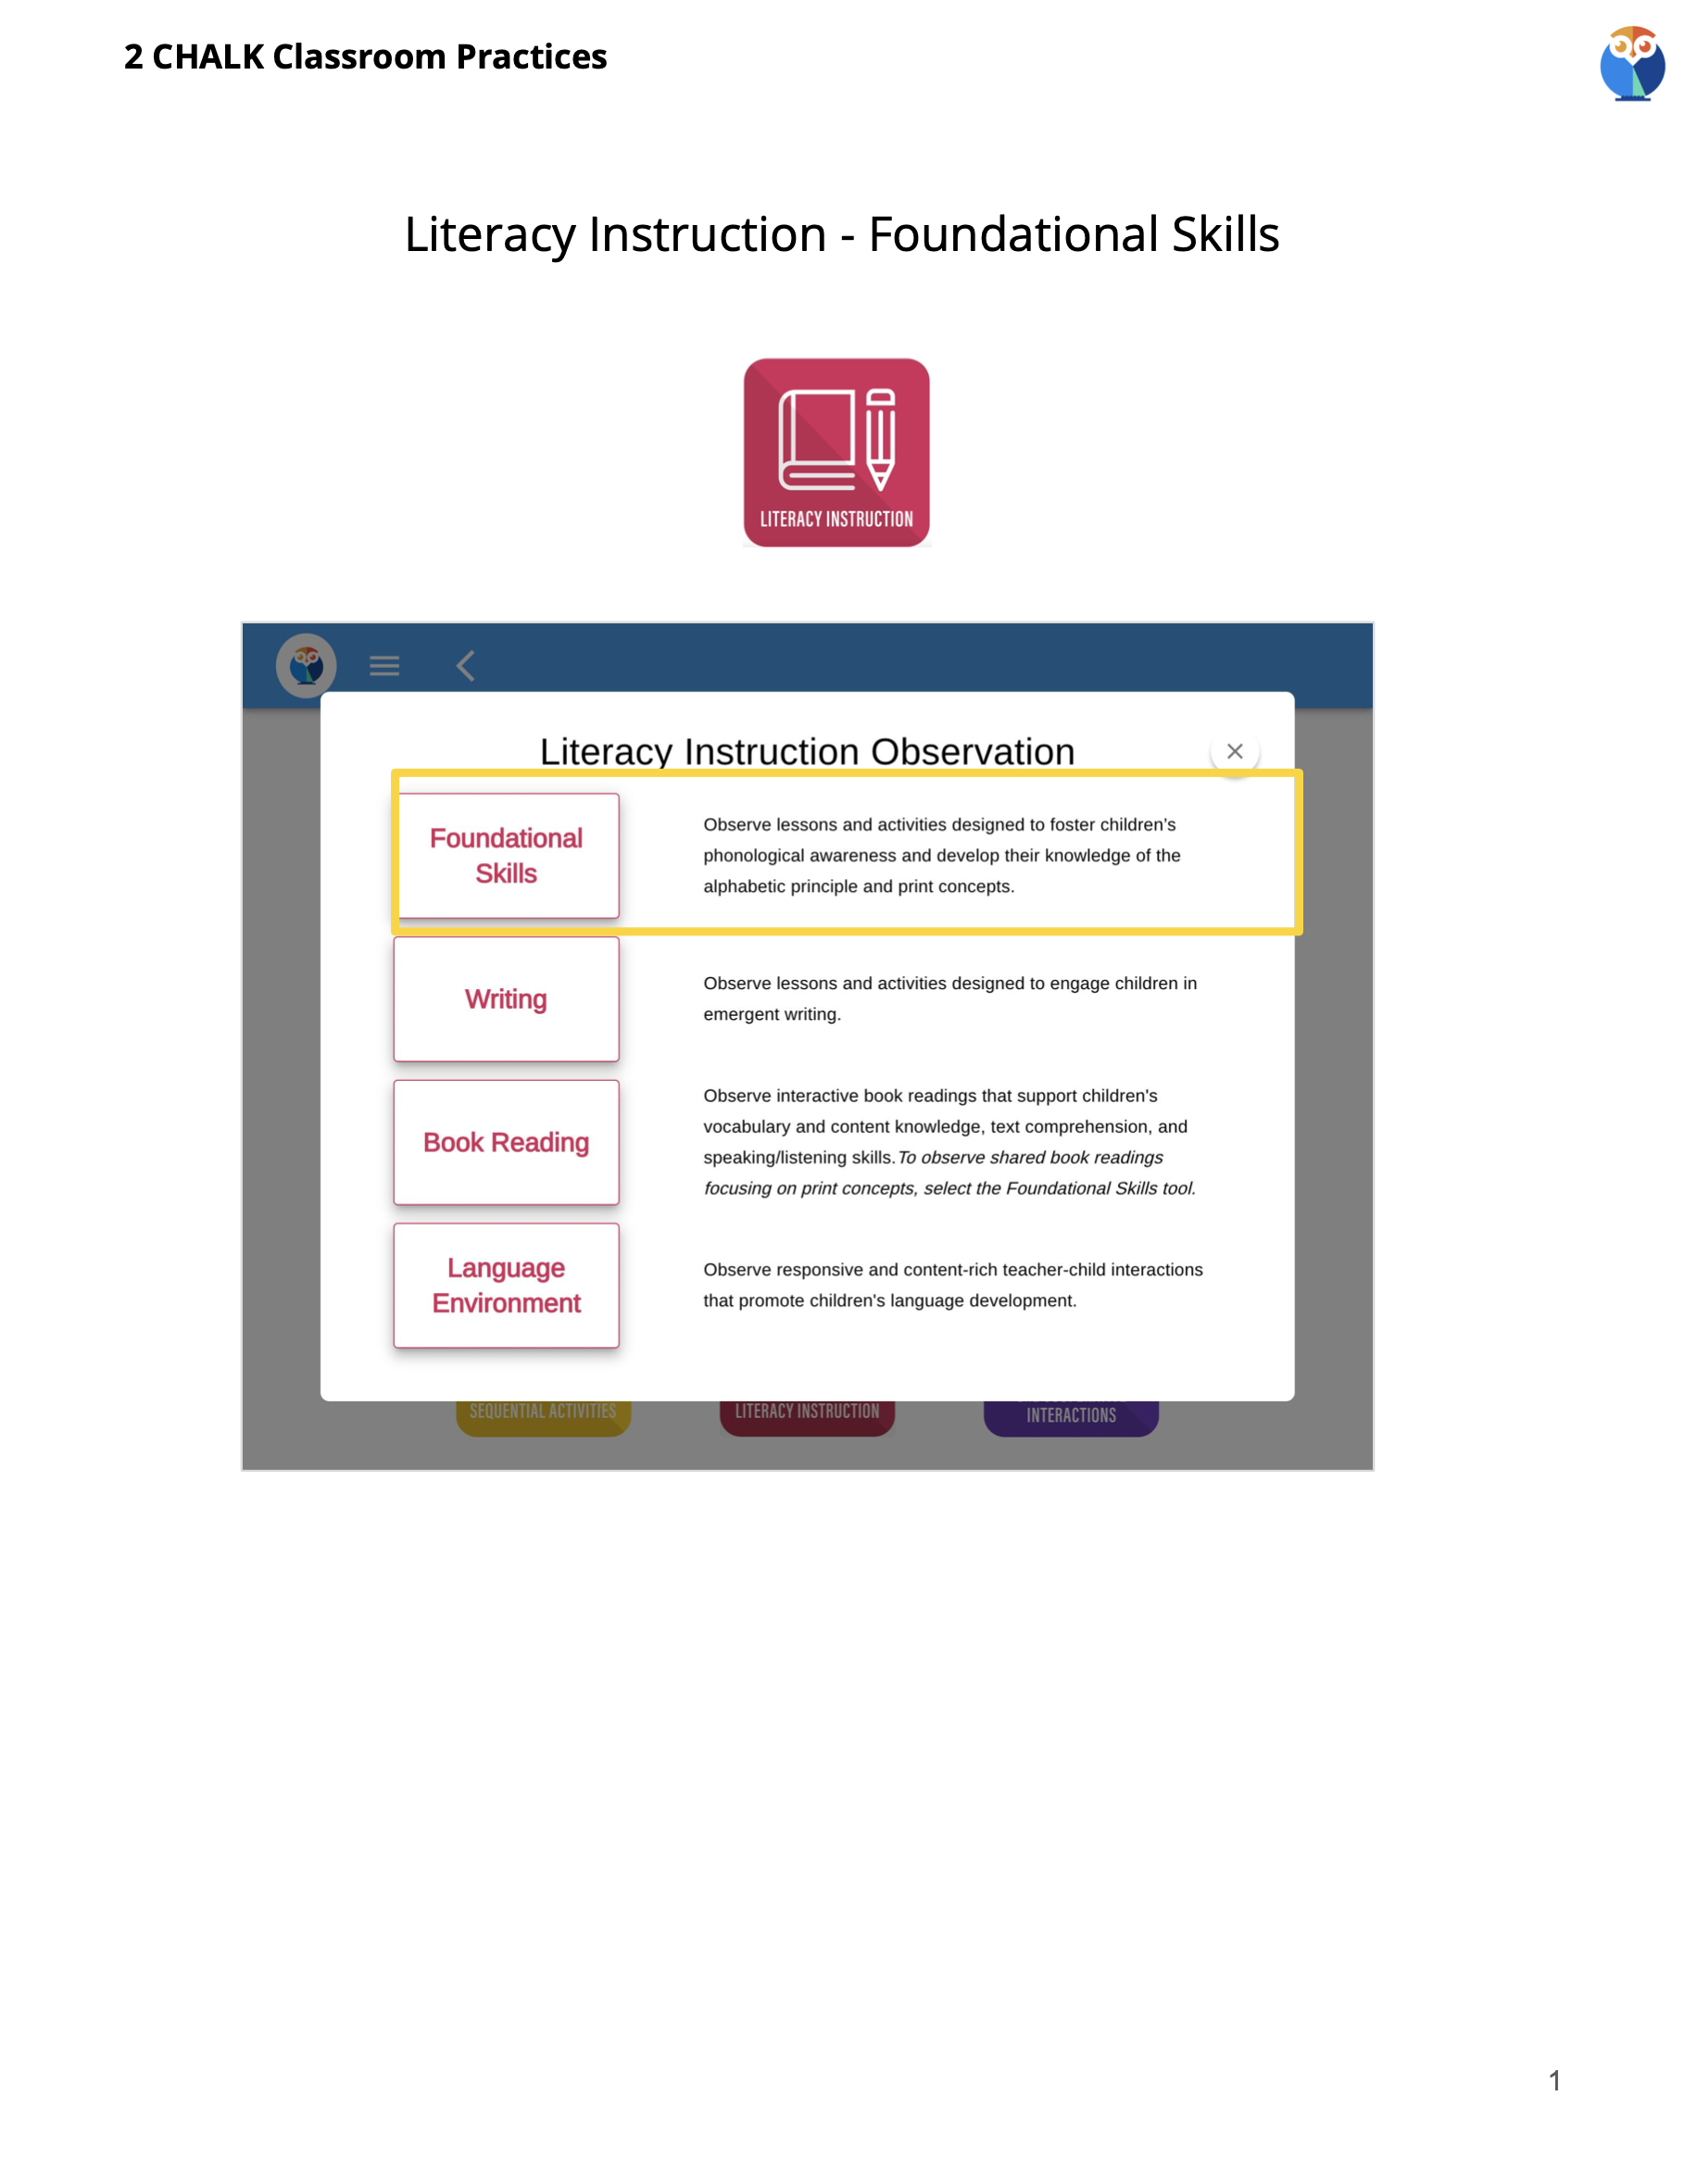 2 CHALK Classroom Practices
Literacy Instruction - Foundational Skills
LITERACY INSTRUCTION
Literacy Instruction Observation
Foundational
Skills
Observe lessons and activities designed to foster children's
phonological awareness and develop their knowledge of the
alphabetic principle and print concepts.
Writing
Observe lessons and activities designed to engage children in
emergent writing.
Book Reading
Observe interactive book readings that support children's
vocabulary and content knowledge, text comprehension, and
speaking/listening skills.To observe shared book readings
focusing on print concepts, select the Foundational Skills tool.
Language
Environment
Observe responsive and content-rich teacher-child interactions
that promote children's language development.
SEQUENTIAL ACTIVITIES
LITERACY INSTRUCTION
INTERACTIONS
1